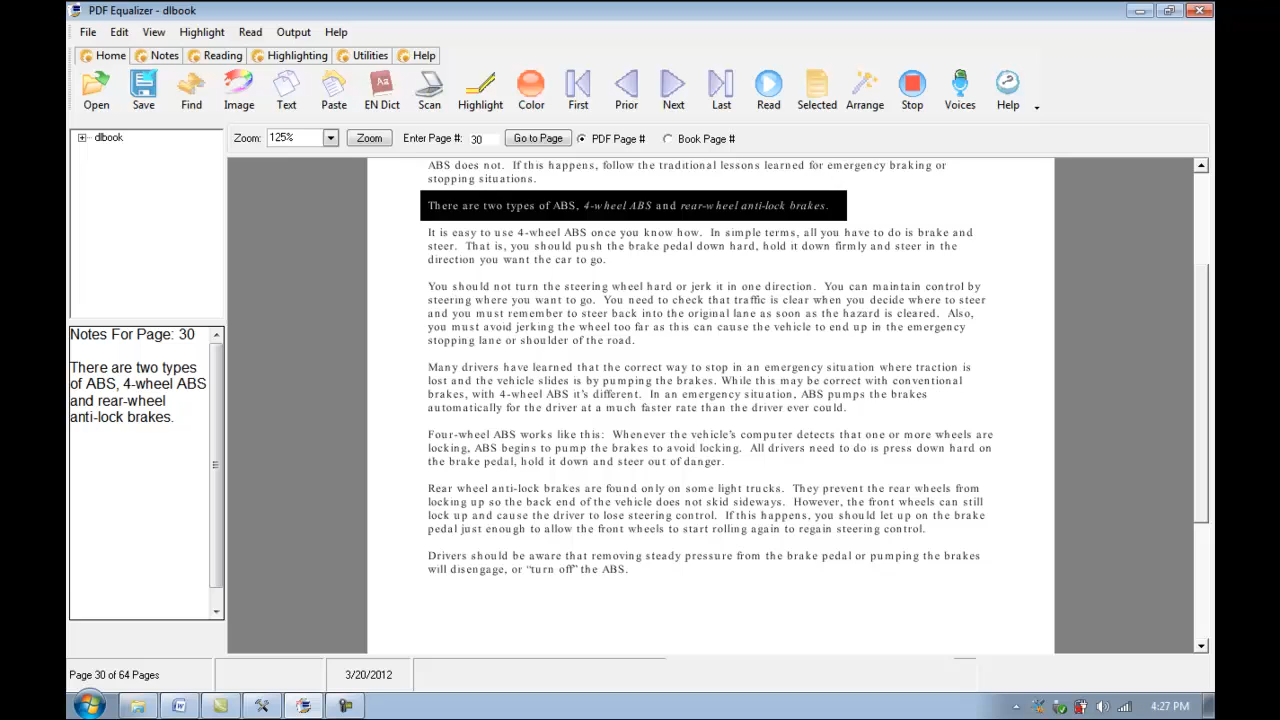 PDF Equalizer - dlbook
File Edit View Highlight Read Output Help
Home Notes Reading Highlighting Utilities Help
Open Save Find Image Text Paste EN Dict Scan Highlight Color First Prior Next Last Read Selected Arrange Stop Voices Help
dlbook
Zoom: 125% Zoom Enter Page #: 30 Go to Page PDF Page # Book Page #
ABS does not. If this happens, follow the traditional lessons learned for emergency braking or
stopping situations.
There are two types of ABS, 4-wheel ABS and rear-wheel anti-lock brakes.
It is easy to use 4-wheel ABS once you know how. In simple terms, all you have to do is brake and
steer. That is, you should push the brake pedal down hard, hold it down firmly and steer in the
direction you want the car to go.
You should not turn the steering wheel hard or jerk it in one direction. You can maintain control by
steering where you want to go. You need to check that traffic is clear when you decide where to steer
and you must remember to steer back into the original lane as soon as the hazard is cleared. Also,
you must avoid jerking the wheel too far as this can cause the vehicle to end up in the emergency
stopping lane or shoulder of the road.
Many drivers have learned that the correct way to stop in an emergency situation where traction is
lost and the vehicle slides is by pumping the brakes. While this may be correct with conventional
brakes, with 4-wheel ABS it's different. In an emergency situation, ABS pumps the brakes
automatically for the driver at a much faster rate than the driver ever could.
Four-wheel ABS works like this: Whenever the vehicle's computer detects that one or more wheels are
locking, ABS begins to pump the brakes to avoid locking. All drivers need to do is press down hard on
the brake pedal, hold it down and steer out of danger.
Rear wheel anti-lock brakes are found only on some light trucks. They prevent the rear wheels from
locking up so the back end of the vehicle does not skid sideways. However, the front wheels can still
lock up and cause the driver to lose steering control. If this happens, you should let up on the brake
pedal just enough to allow the front wheels to start rolling again to regain steering control.
Drivers should be aware that removing steady pressure from the brake pedal or pumping the brakes
will disengage, or "turn off" the ABS.
Notes For Page: 30
There are two types
of ABS, 4-wheel ABS
and rear-wheel
anti-lock brakes.
Page 30 of 64 Pages 3/20/2012
4:27 PM